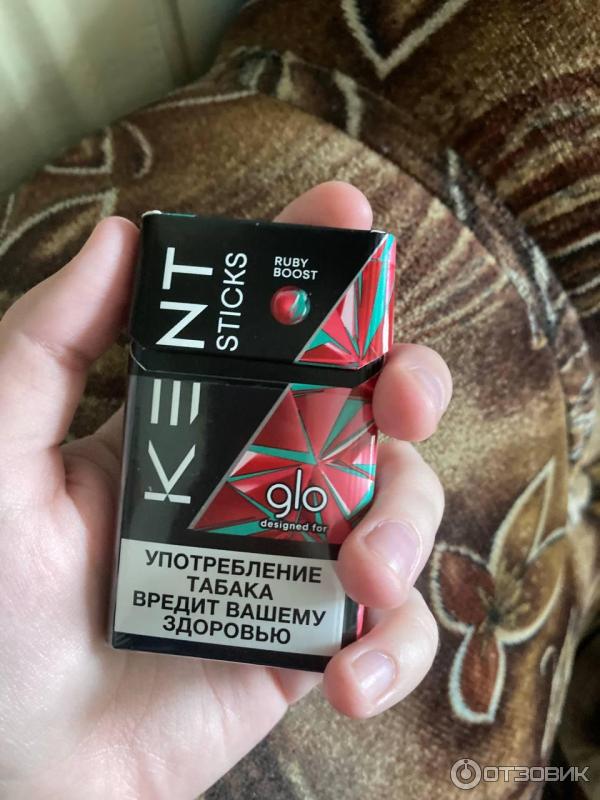 KENT
STICKS
RUBY
BOOST
glo
designed for
УПОТРЕБЛЕНИЕ
ТАБАКА
ВРЕДИТ ВАШЕМУ
ЗДОРОВЬЮ
ОТЗОВИК